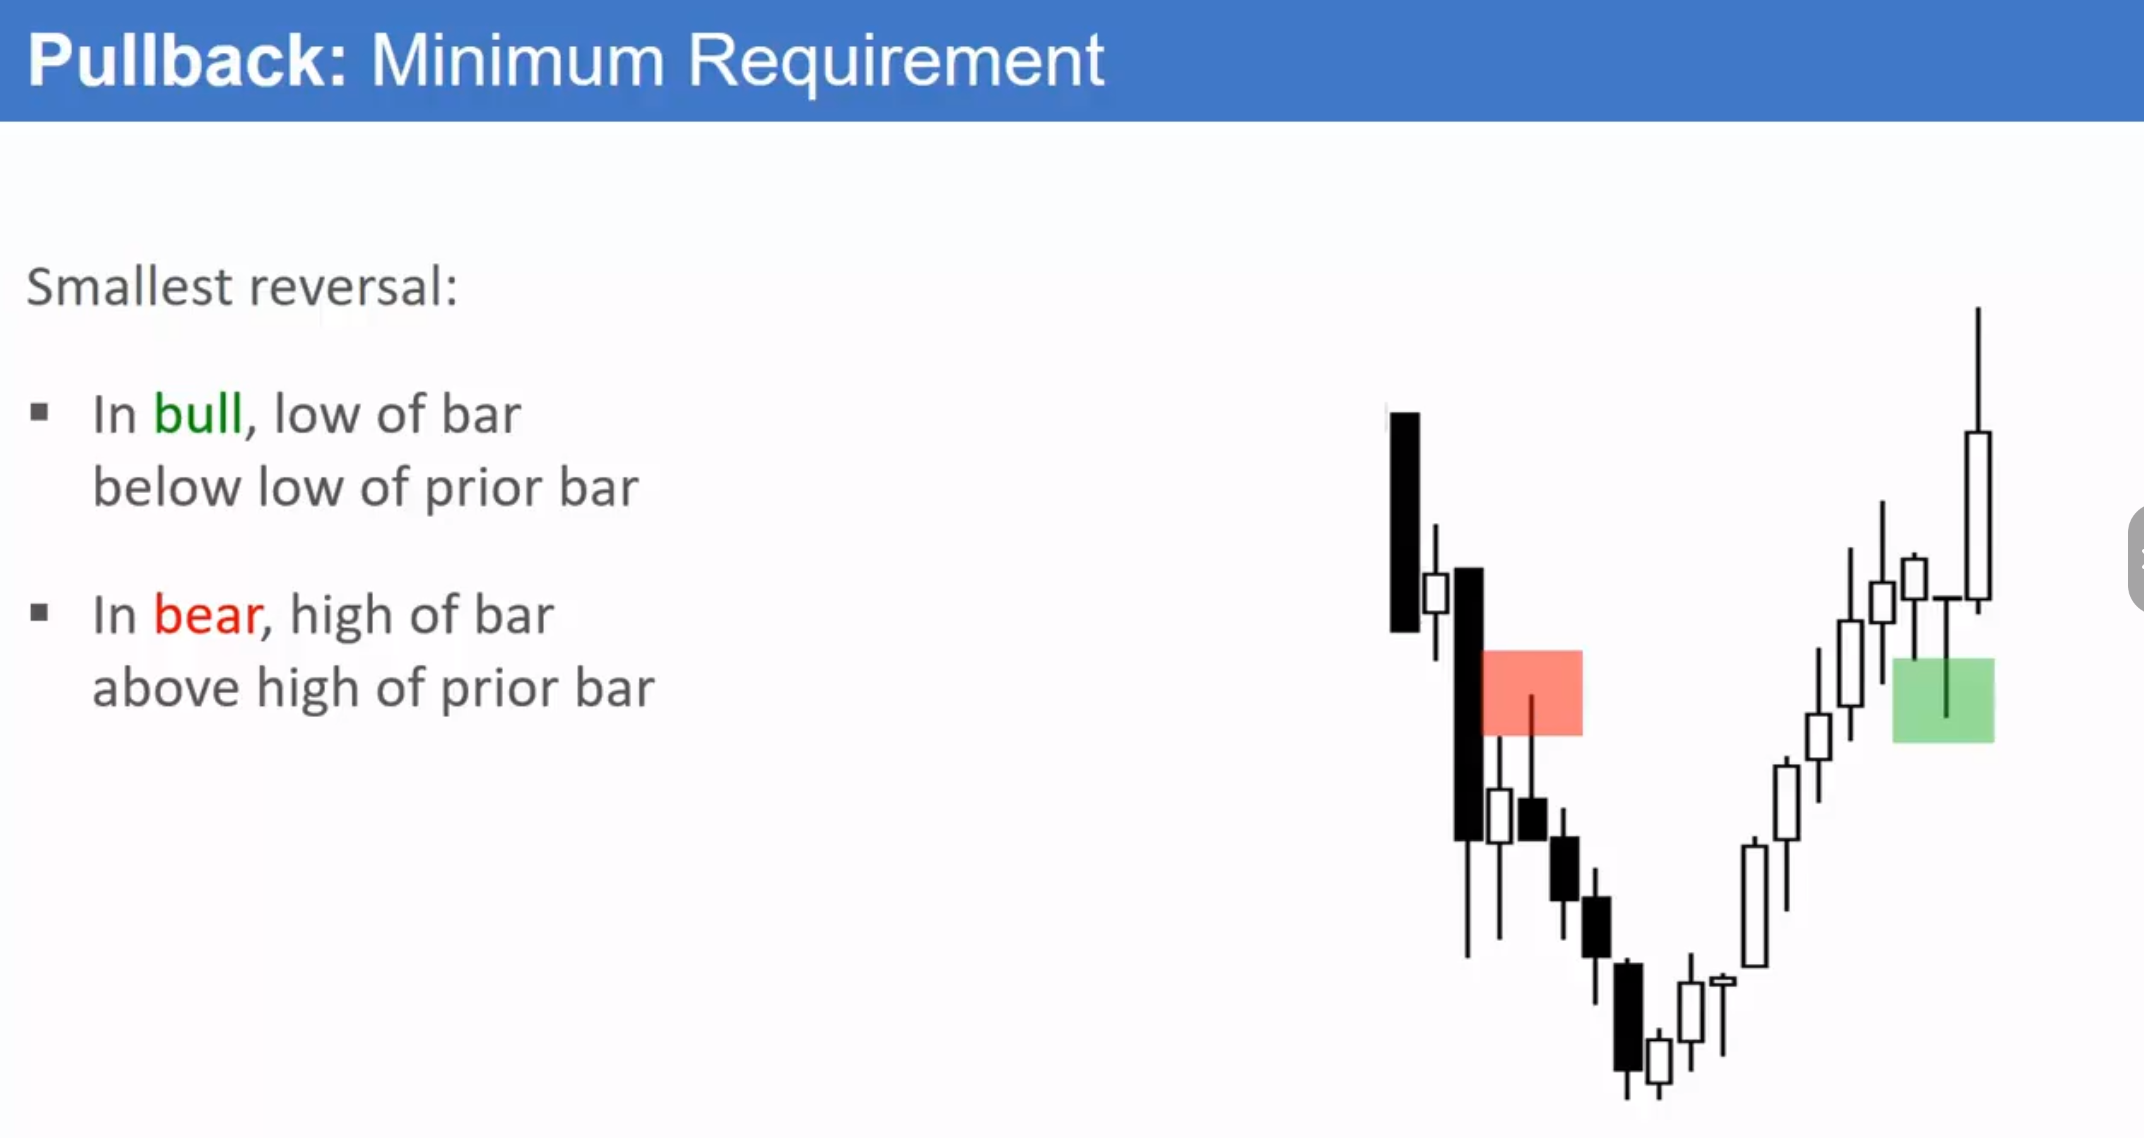 Pullback: Minimum Requirement
Smallest reversal:
▪ In bull, low of bar
below low of prior bar
▪ In bear, high of bar
above high of prior bar